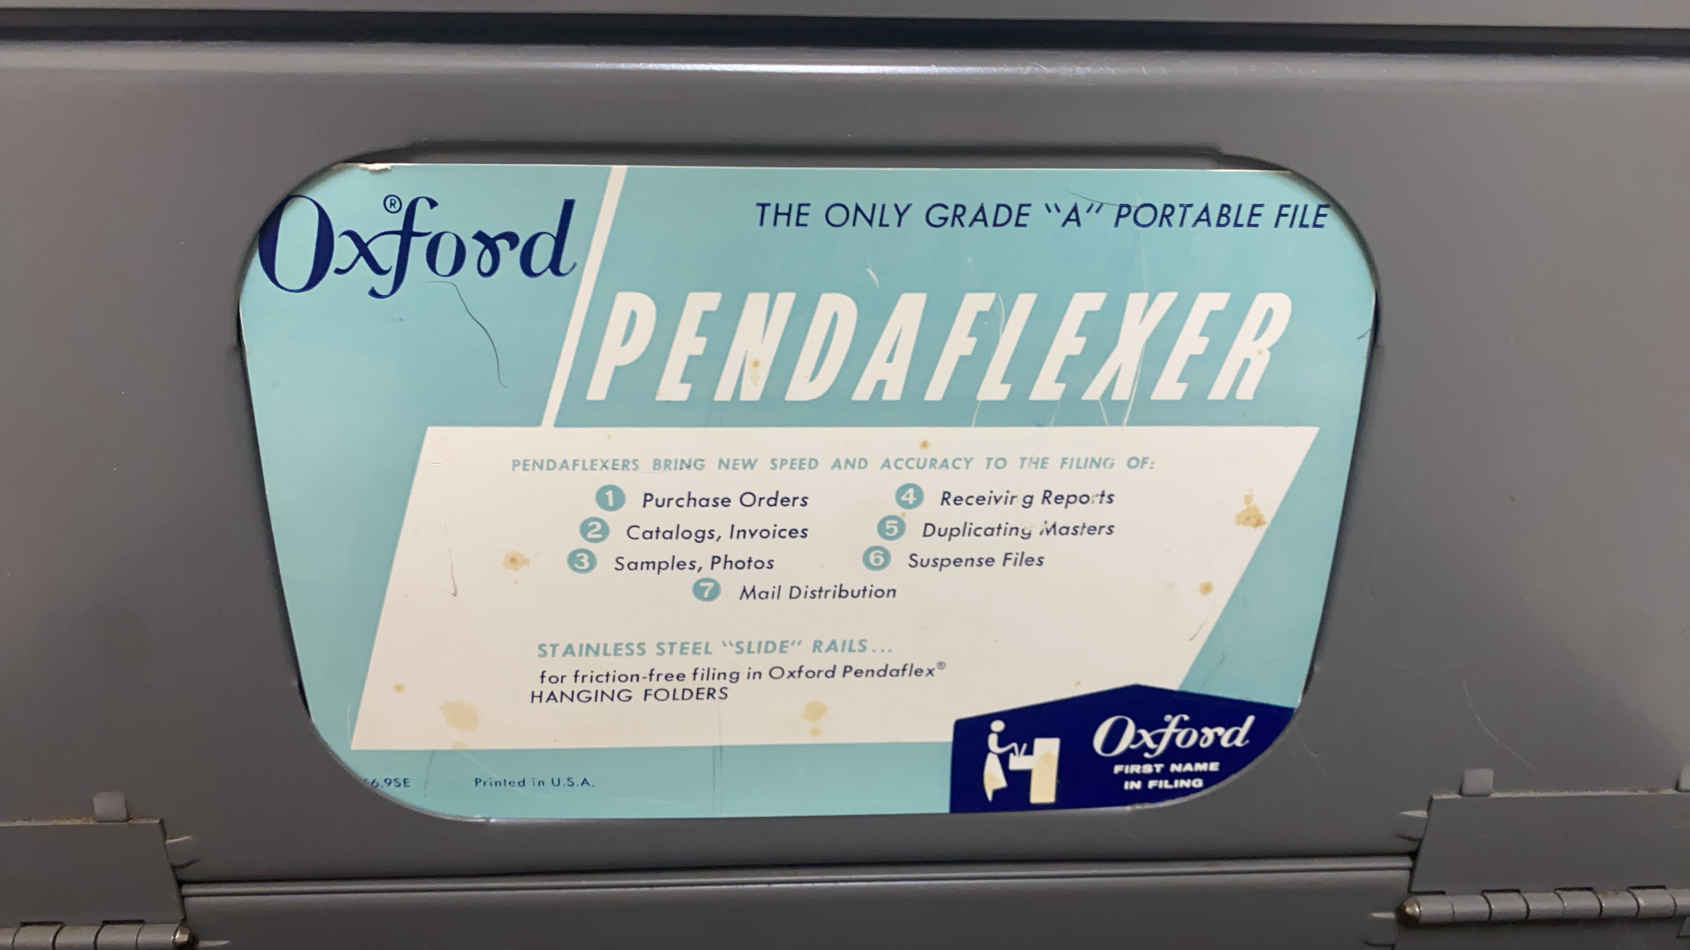 Oxford®
THE ONLY GRADE "A" PORTABLE FILE
PENDAFLEXER
PENDAFLEXERS BRING NEW SPEED AND ACCURACY TO THE FILING OF:
1 Purchase Orders
2 Catalogs, Invoices
3 Samples, Photos
4 Receiving Reports
5 Duplicating Masters
6 Suspense Files
7 Mail Distribution
STAINLESS STEEL "SLIDE" RAILS...
for friction-free filing in Oxford Pendaflex®
HANGING FOLDERS
Printed in U.S.A.
Oxford
FIRST NAME
IN FILING